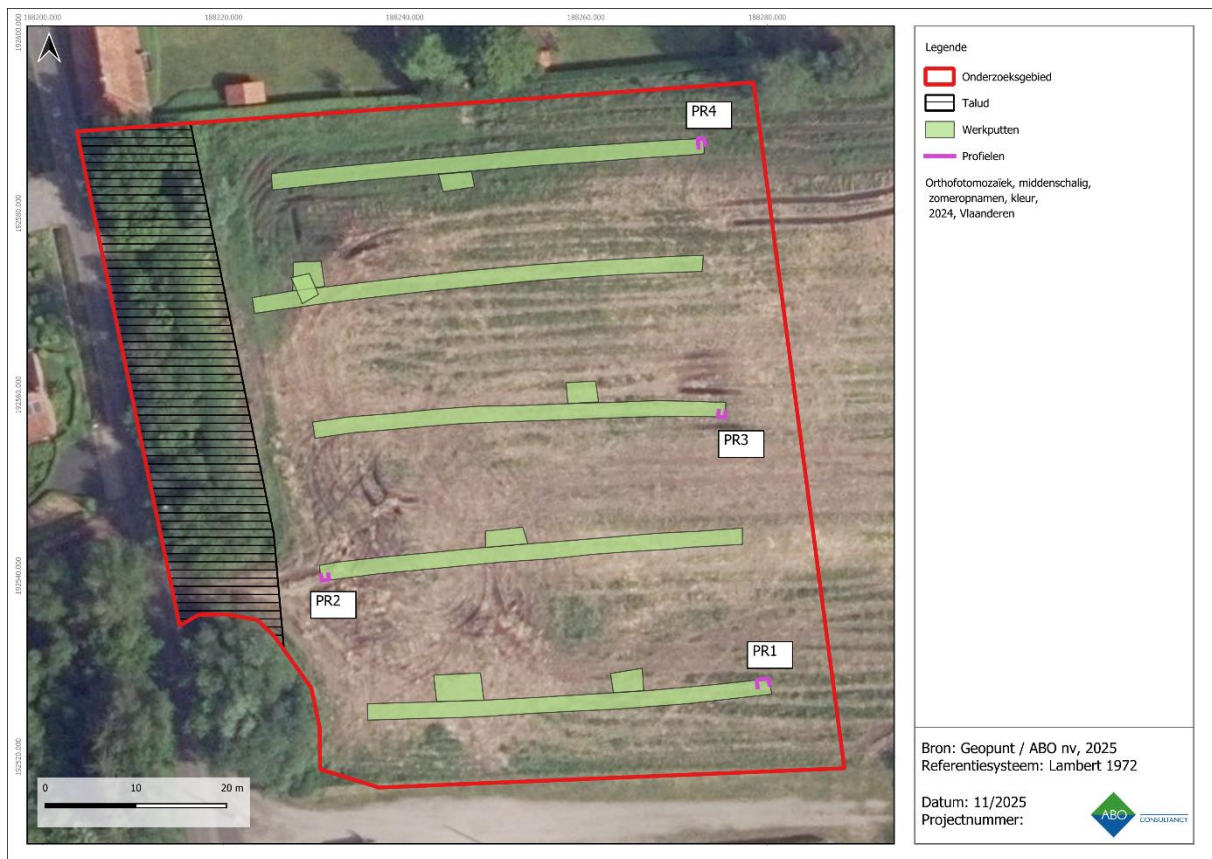 188200.000
188220.000
188240.000
188260.000
188280.000
192600.000
192580.000
192560.000
192540.000
192520.000
PR4
PR3
PR2
PR1
0
10
20 m
Legende
Onderzoeksgebied
Talud
Werkputten
Profielen
Orthofotomozaïek, middenschalig,
zomeropnamen, kleur,
2024, Vlaanderen
Bron: Geopunt / ABO nv, 2025
Referentiesysteem: Lambert 1972
Datum: 11/2025
Projectnummer:
ABO
CONSULTANCY